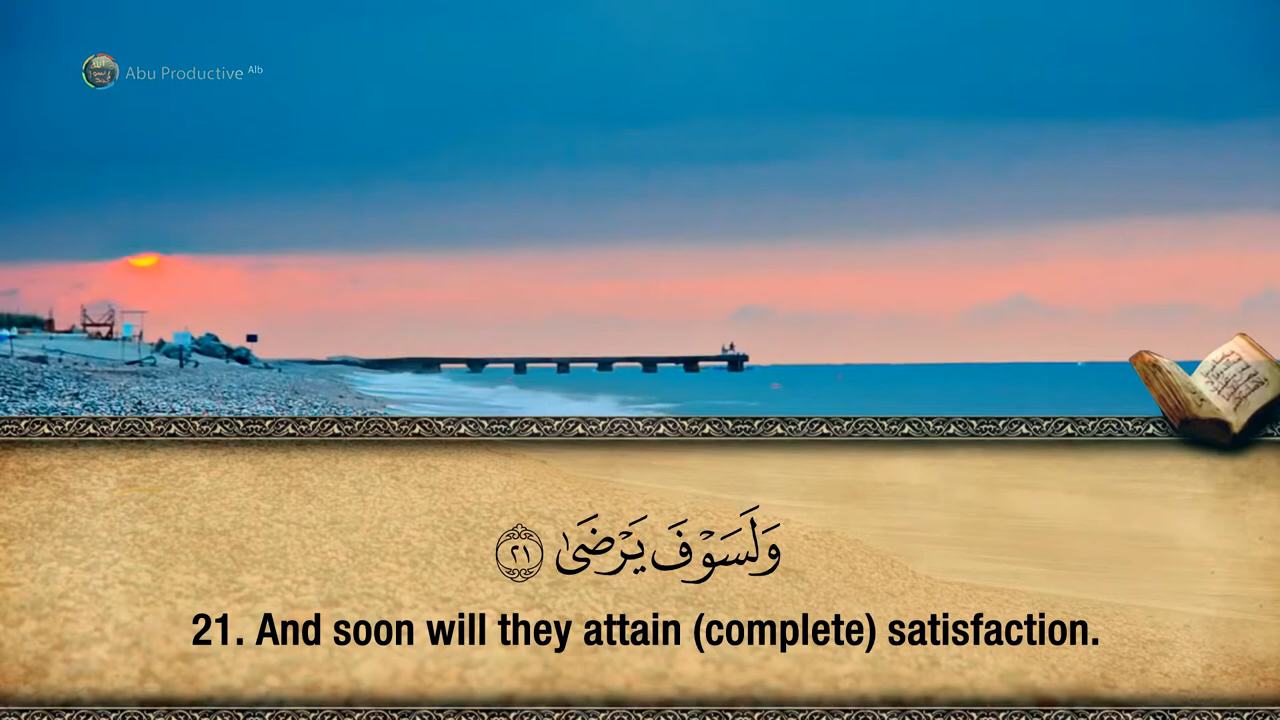 Abu Productive Alb
وَلَسَوْفَ يَرْضَىٰ ٢١
21. And soon will they attain (complete) satisfaction.